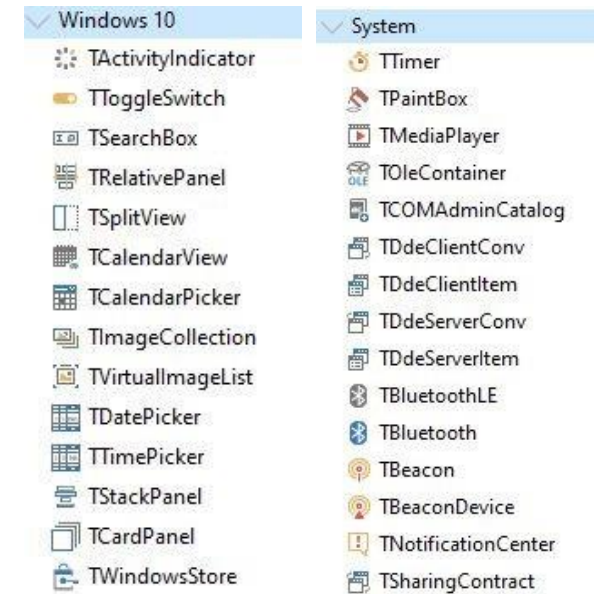 Windows 10
TActivityIndicator
TToggleSwitch
TSearchBox
TRelativePanel
TSplitView
TCalendarView
TCalendarPicker
TImageCollection
TVirtualImageList
TDatePicker
TTimePicker
TStackPanel
TCardPanel
TWindowsStore
System
TTimer
TPaintBox
TMediaPlayer
OLE
TOleContainer
TCOMAdminCatalog
TDdeClientConv
TDdeClientItem
TDdeServerConv
TDdeServerItem
TBluetoothLE
TBluetooth
TBeacon
TBeaconDevice
TNotificationCenter
TSharingContract